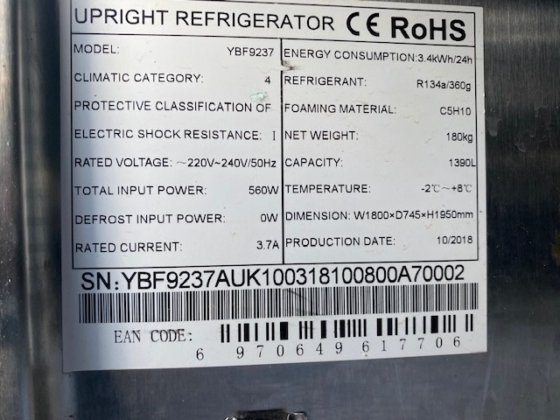 UPRIGHT REFRIGERATOR CE RoHS
MODEL: YBF9237
CLIMATIC CATEGORY: 4
PROTECTIVE CLASSIFICATION OF
ELECTRIC SHOCK RESISTANCE: I
RATED VOLTAGE: ~220V~240V/50Hz
TOTAL INPUT POWER: 560W
DEFROST INPUT POWER: 0W
RATED CURRENT: 3.7A
ENERGY CONSUMPTION:3.4kWh/24h
REFRIGERANT: R134a/360g
FOAMING MATERIAL: C5H10
NET WEIGHT: 180kg
CAPACITY: 1390L
TEMPERATURE: -2℃~+8℃
DIMENSION: W1800×D745×H1950mm
PRODUCTION DATE: 10/2018
SN:YBF9237AUK100318100800A70002
EAN CODE:
6 970649 617706